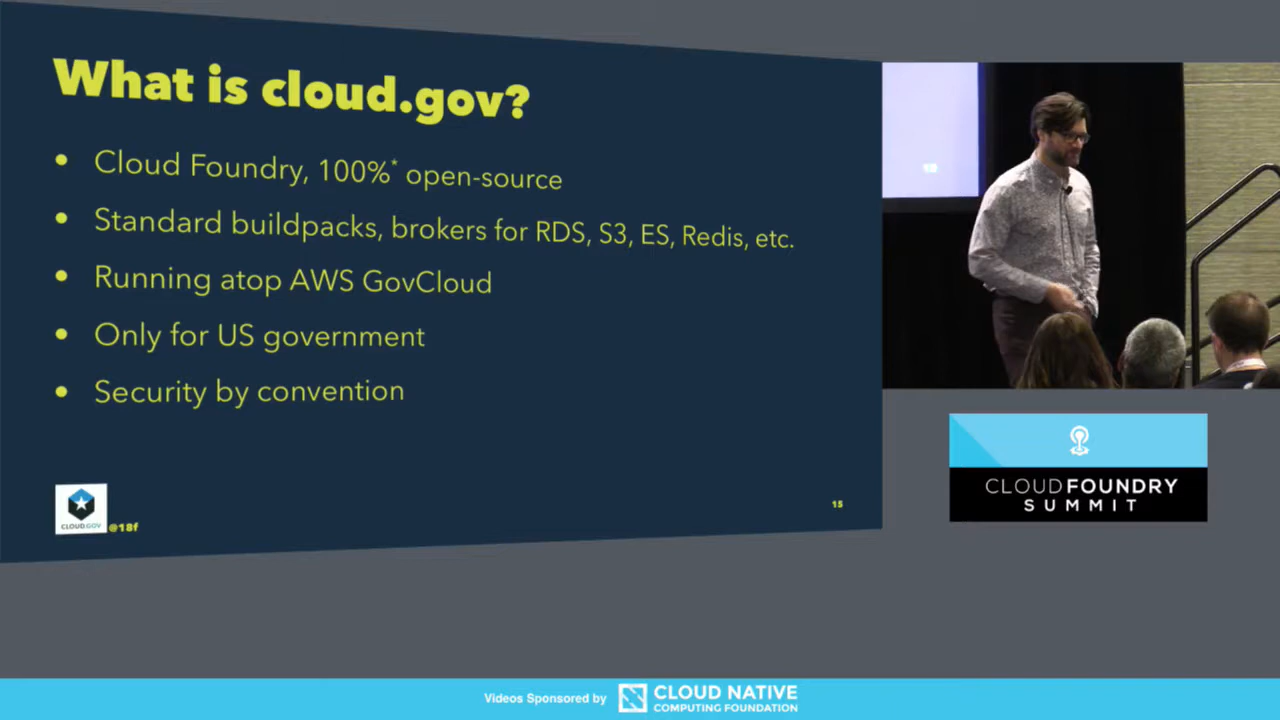 What is cloud.gov?
• Cloud Foundry, 100%* open-source
• Standard buildpacks, brokers for RDS, S3, ES, Redis, etc.
• Running atop AWS GovCloud
• Only for US government
• Security by convention
CLOUD.GOV
@18f
15
CLOUD FOUNDRY
SUMMIT
Videos Sponsored by
CLOUD NATIVE
COMPUTING FOUNDATION